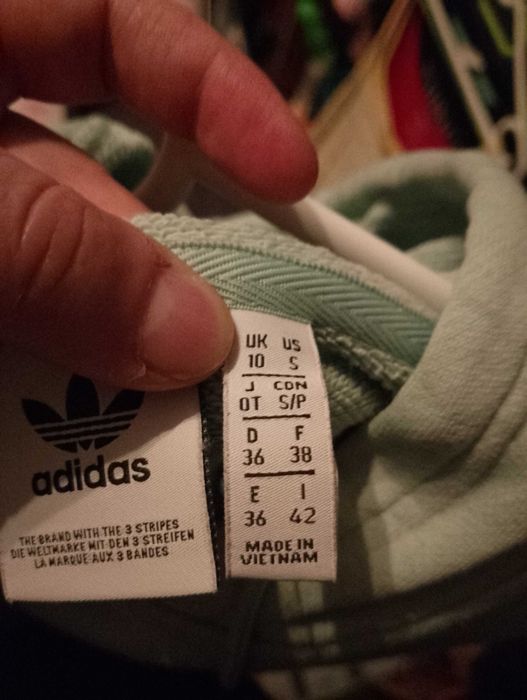 adidas
THE BRAND WITH THE 3 STRIPES
DIE WELTMARKE MIT DEN 3 STREIFEN
LA MARQUE AUX 3 BANDES
UK US
10 S
J CDN
OT S/P
D F
36 38
E I
36 42
MADE IN
VIETNAM